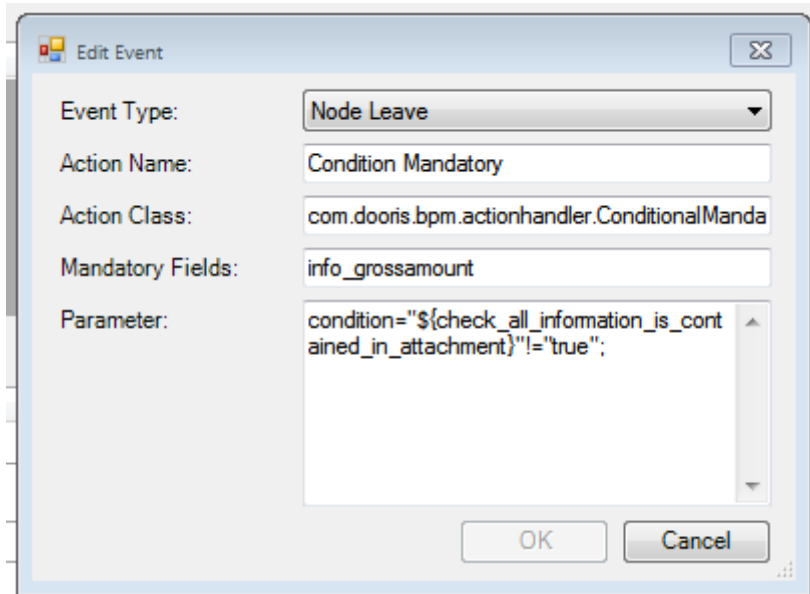 Edit Event
Event Type: Node Leave
Action Name: Condition Mandatory
Action Class: com.dooris.bpm.actionhandler.ConditionalManda
Mandatory Fields: info_grossamount
Parameter: condition="${check_all_information_is_cont
ained_in_attachment}"!="true";
OK Cancel